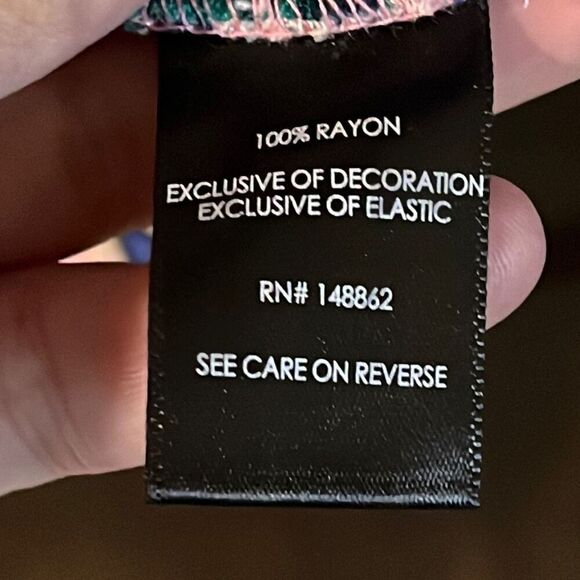 100% RAYON
EXCLUSIVE OF DECORATION
EXCLUSIVE OF ELASTIC
RN# 148862
SEE CARE ON REVERSE